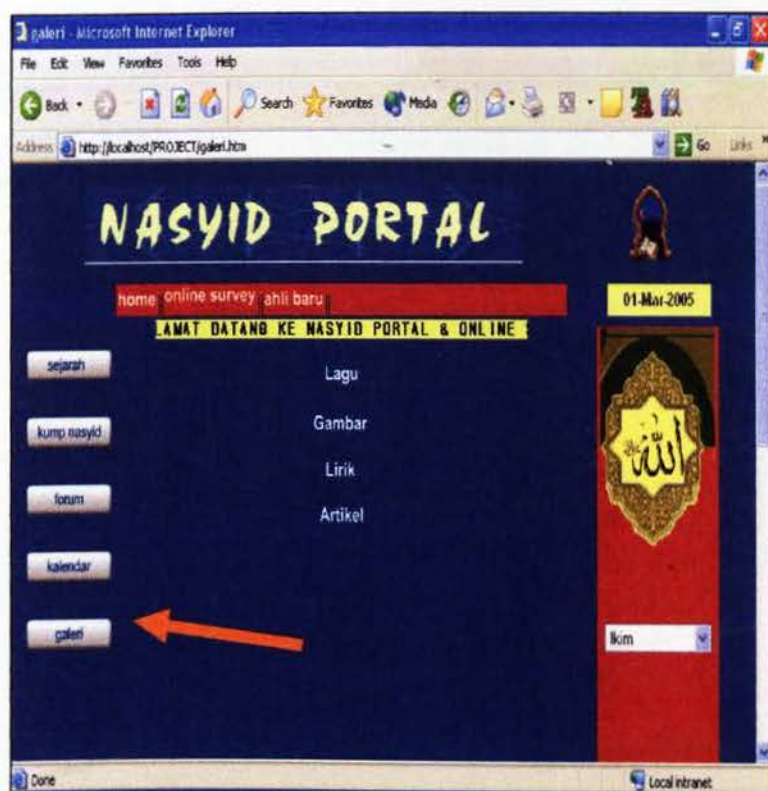 galeri - Microsoft Internet Explorer
File Edit View Favorites Tools Help
Back Search Favorites Media
Address http://localhost/PROJECT/galeri.htm Go Links »
NASYID PORTAL
home online survey ahli baru
01-Mar-2005
LAMAT DATANG KE NASYID PORTAL & ONLINE
sejarah
Lagu
kump nasyid
Gambar
الله
Lirik
forum
Artikel
kalendar
galeri
Ikim
Done Local intranet